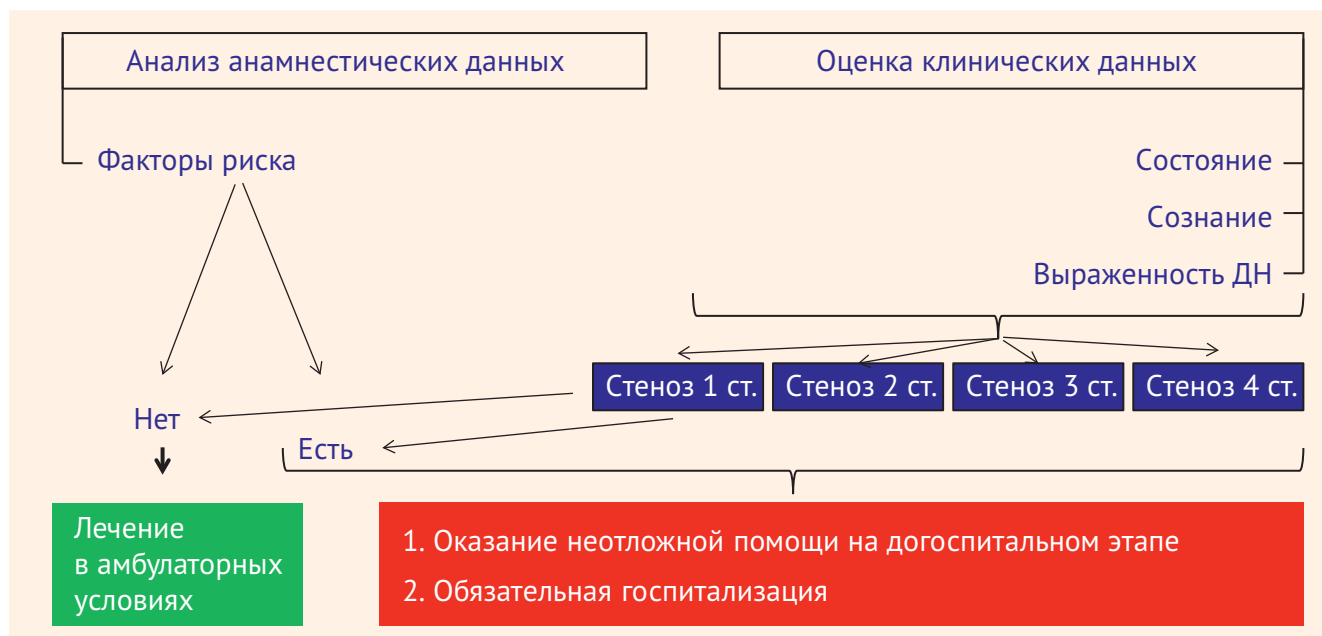 Анализ анамнестических данных
Оценка клинических данных
Факторы риска
Состояние
Сознание
Выраженность ДН
Стеноз 1 ст.
Стеноз 2 ст.
Стеноз 3 ст.
Стеноз 4 ст.
Нет
Есть
Лечение
в амбулаторных
условиях
1. Оказание неотложной помощи на догоспитальном этапе
2. Обязательная госпитализация